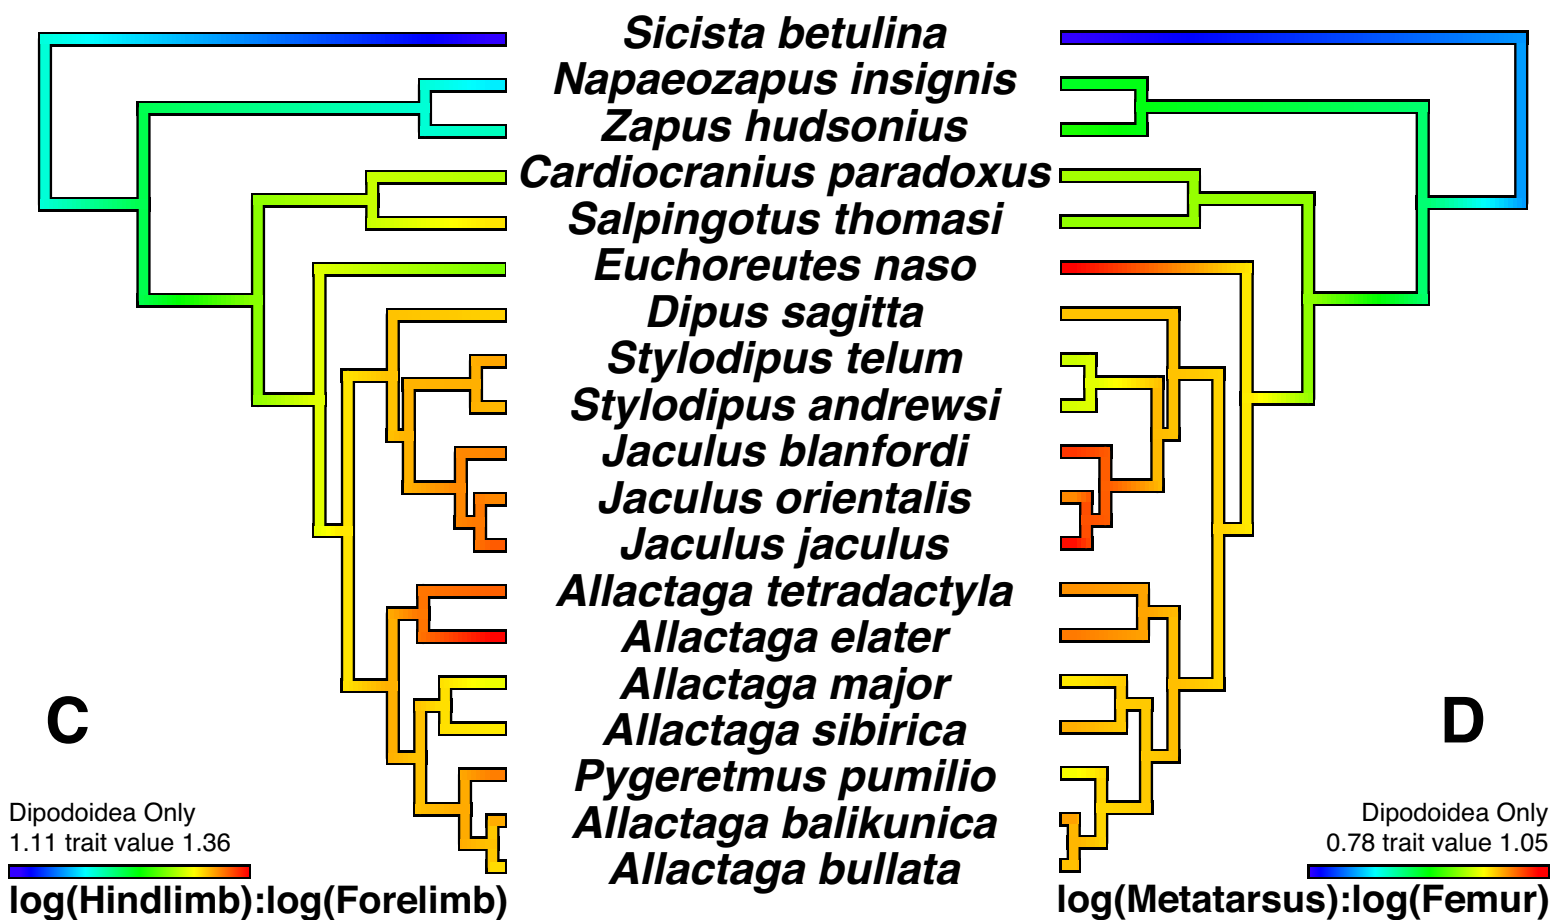 Sicista betulina
Napaeozapus insignis
Zapus hudsonius
Cardiocranius paradoxus
Salpingotus thomasi
Euchoreutes naso
Dipus sagitta
Stylodipus telum
Stylodipus andrewsi
Jaculus blanfordi
Jaculus orientalis
Jaculus jaculus
Allactaga tetradactyla
Allactaga elater
Allactaga major
Allactaga sibirica
Pygeretmus pumilio
Allactaga balikunica
Allactaga bullata
C
Dipodoidea Only
1.11 trait value 1.36
log(Hindlimb):log(Forelimb)
D
Dipodoidea Only
0.78 trait value 1.05
log(Metatarsus):log(Femur)